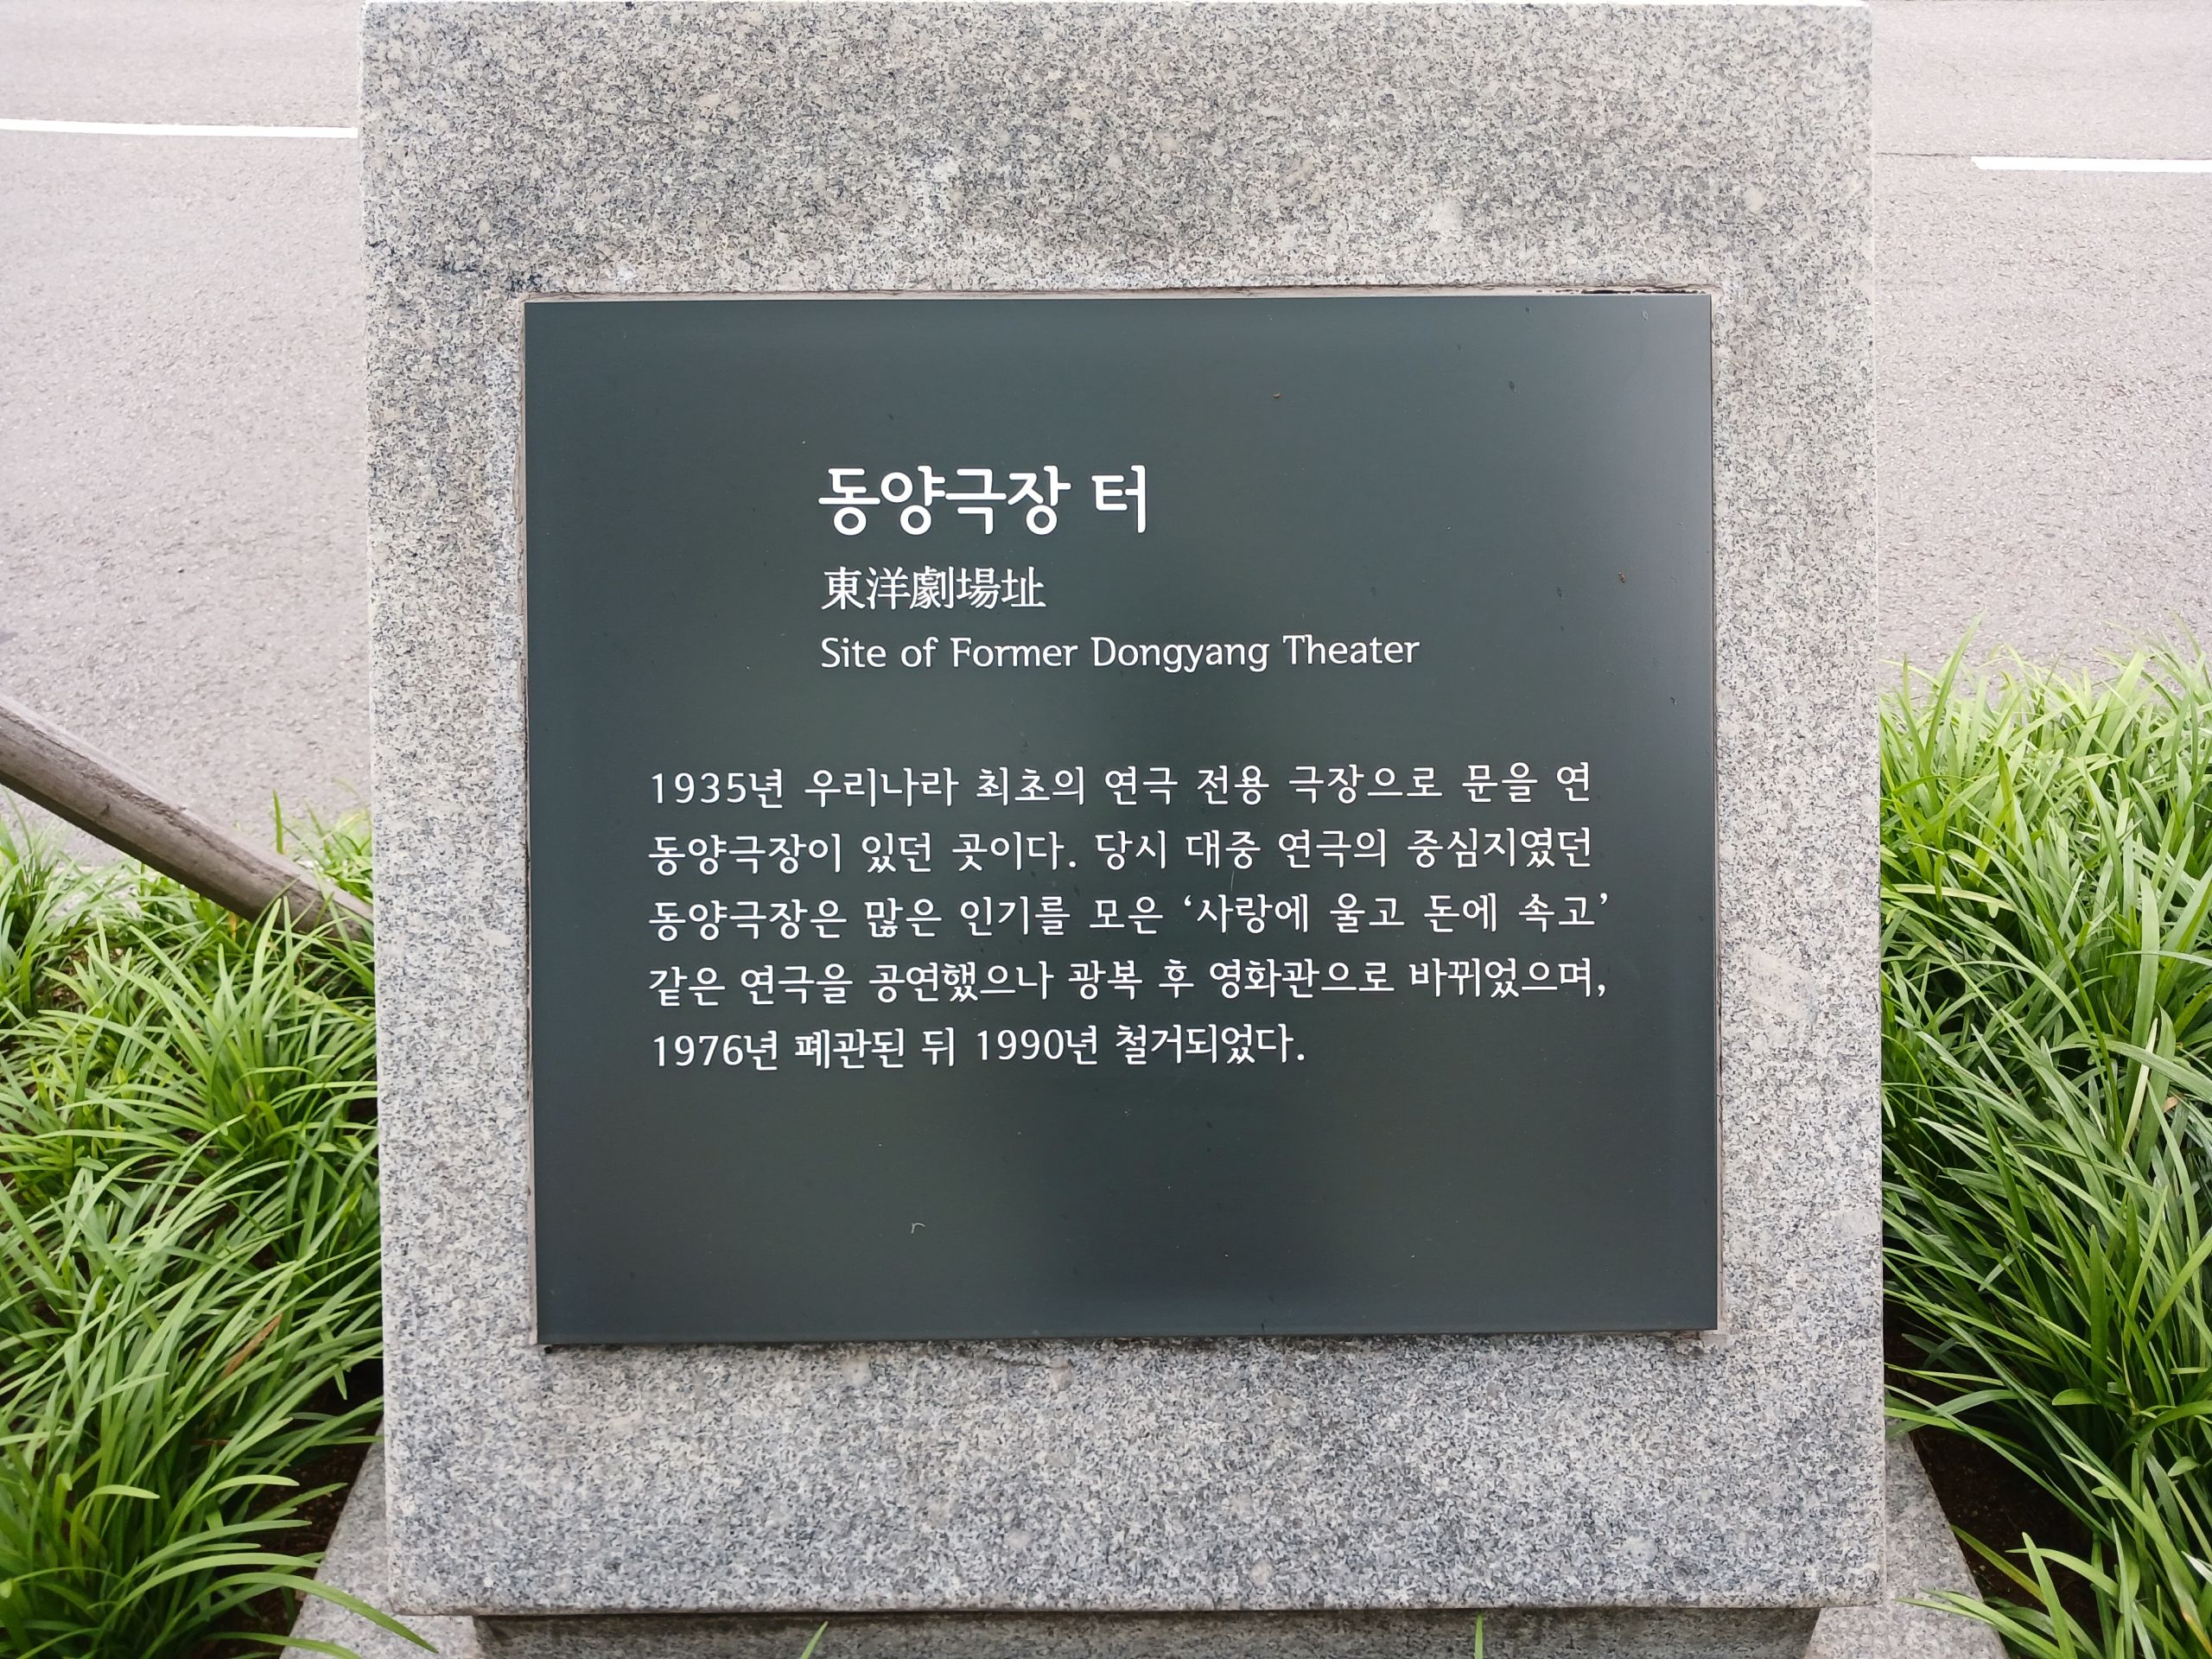 동양극장 터
東洋劇場址
Site of Former Dongyang Theater
1935년 우리나라 최초의 연극 전용 극장으로 문을 연
동양극장이 있던 곳이다. 당시 대중 연극의 중심지였던
동양극장은 많은 인기를 모은 ‘사랑에 울고 돈에 속고’
같은 연극을 공연했으나 광복 후 영화관으로 바뀌었으며,
1976년 폐관된 뒤 1990년 철거되었다.